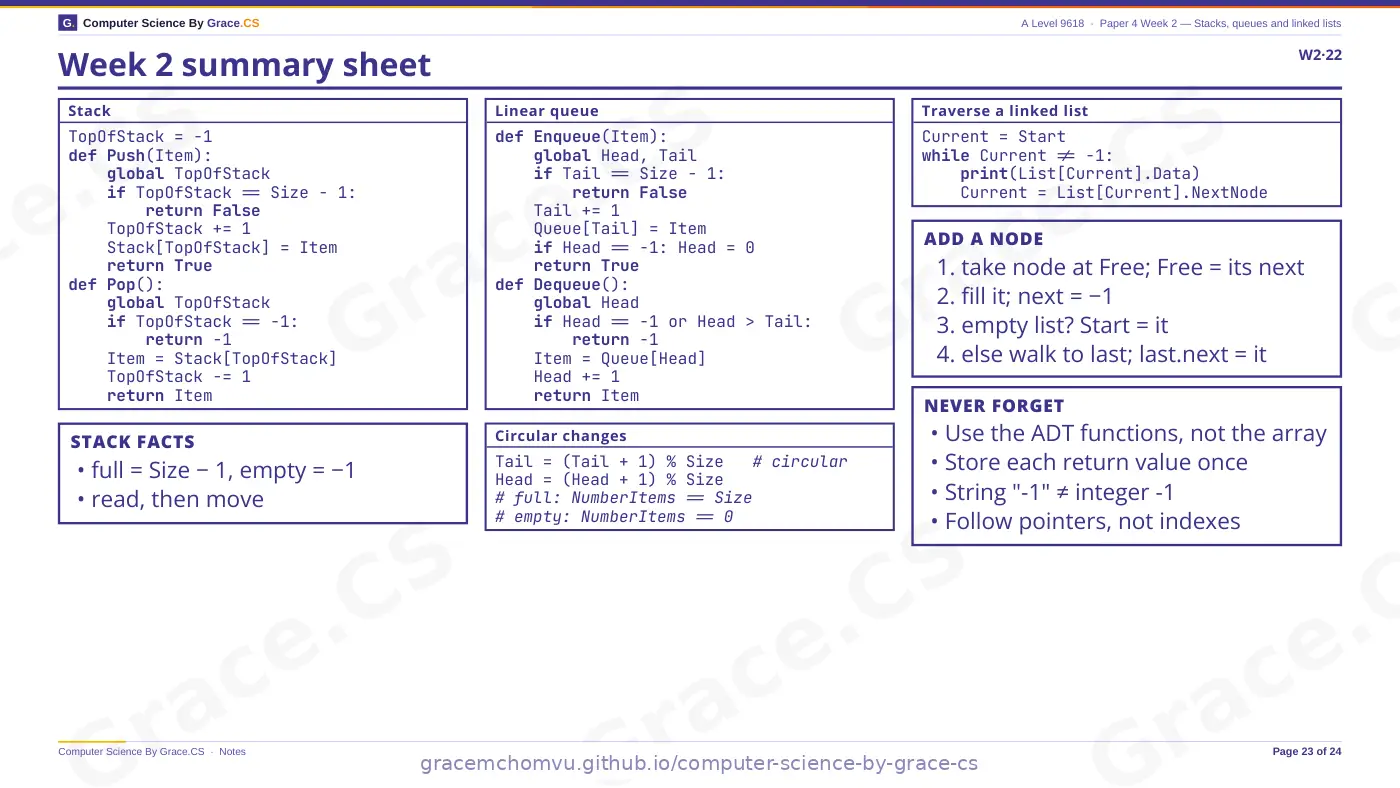 G. Computer Science By Grace.CS
A Level 9618 · Paper 4 Week 2 — Stacks, queues and linked lists
Week 2 summary sheet
W2·22
Stack
TopOfStack = -1
def Push(Item):
    global TopOfStack
    if TopOfStack == Size - 1:
        return False
    TopOfStack += 1
    Stack[TopOfStack] = Item
    return True
def Pop():
    global TopOfStack
    if TopOfStack == -1:
        return -1
    Item = Stack[TopOfStack]
    TopOfStack -= 1
    return Item
STACK FACTS
• full = Size − 1, empty = −1
• read, then move
Linear queue
def Enqueue(Item):
    global Head, Tail
    if Tail == Size - 1:
        return False
    Tail += 1
    Queue[Tail] = Item
    if Head == -1: Head = 0
    return True
def Dequeue():
    global Head
    if Head == -1 or Head > Tail:
        return -1
    Item = Queue[Head]
    Head += 1
    return Item
Circular changes
Tail = (Tail + 1) % Size   # circular
Head = (Head + 1) % Size
# full: NumberItems == Size
# empty: NumberItems == 0
Traverse a linked list
Current = Start
while Current != -1:
    print(List[Current].Data)
    Current = List[Current].NextNode
ADD A NODE
1. take node at Free; Free = its next
2. fill it; next = −1
3. empty list? Start = it
4. else walk to last; last.next = it
NEVER FORGET
• Use the ADT functions, not the array
• Store each return value once
• String "-1" ≠ integer -1
• Follow pointers, not indexes
Computer Science By Grace.CS · Notes
gracemchomvu.github.io/computer-science-by-grace-cs
Page 23 of 24
Grace.CS